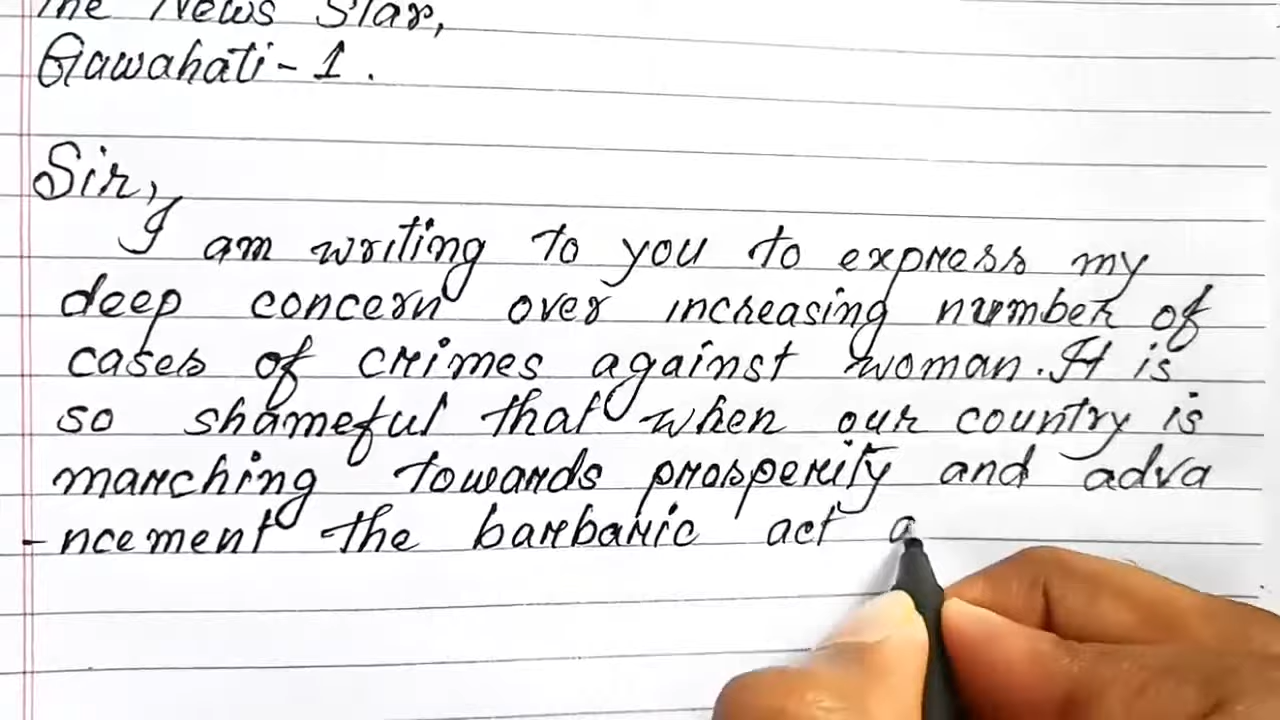 The News Star,
Gawahati-1.
Sir,
I am writing to you to express my
deep concern over increasing number of
cases of crimes against woman. It is
so shameful that when our country is
marching towards prosperity and adva
-ncement the barbaric act a